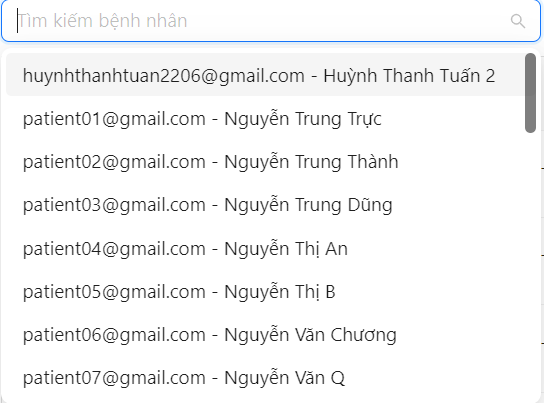 Tìm kiếm bệnh nhân
huynhthanhtuan2206@gmail.com - Huỳnh Thanh Tuấn 2
patient01@gmail.com - Nguyễn Trung Trực
patient02@gmail.com - Nguyễn Trung Thành
patient03@gmail.com - Nguyễn Trung Dũng
patient04@gmail.com - Nguyễn Thị An
patient05@gmail.com - Nguyễn Thị B
patient06@gmail.com - Nguyễn Văn Chương
patient07@gmail.com - Nguyễn Văn Q